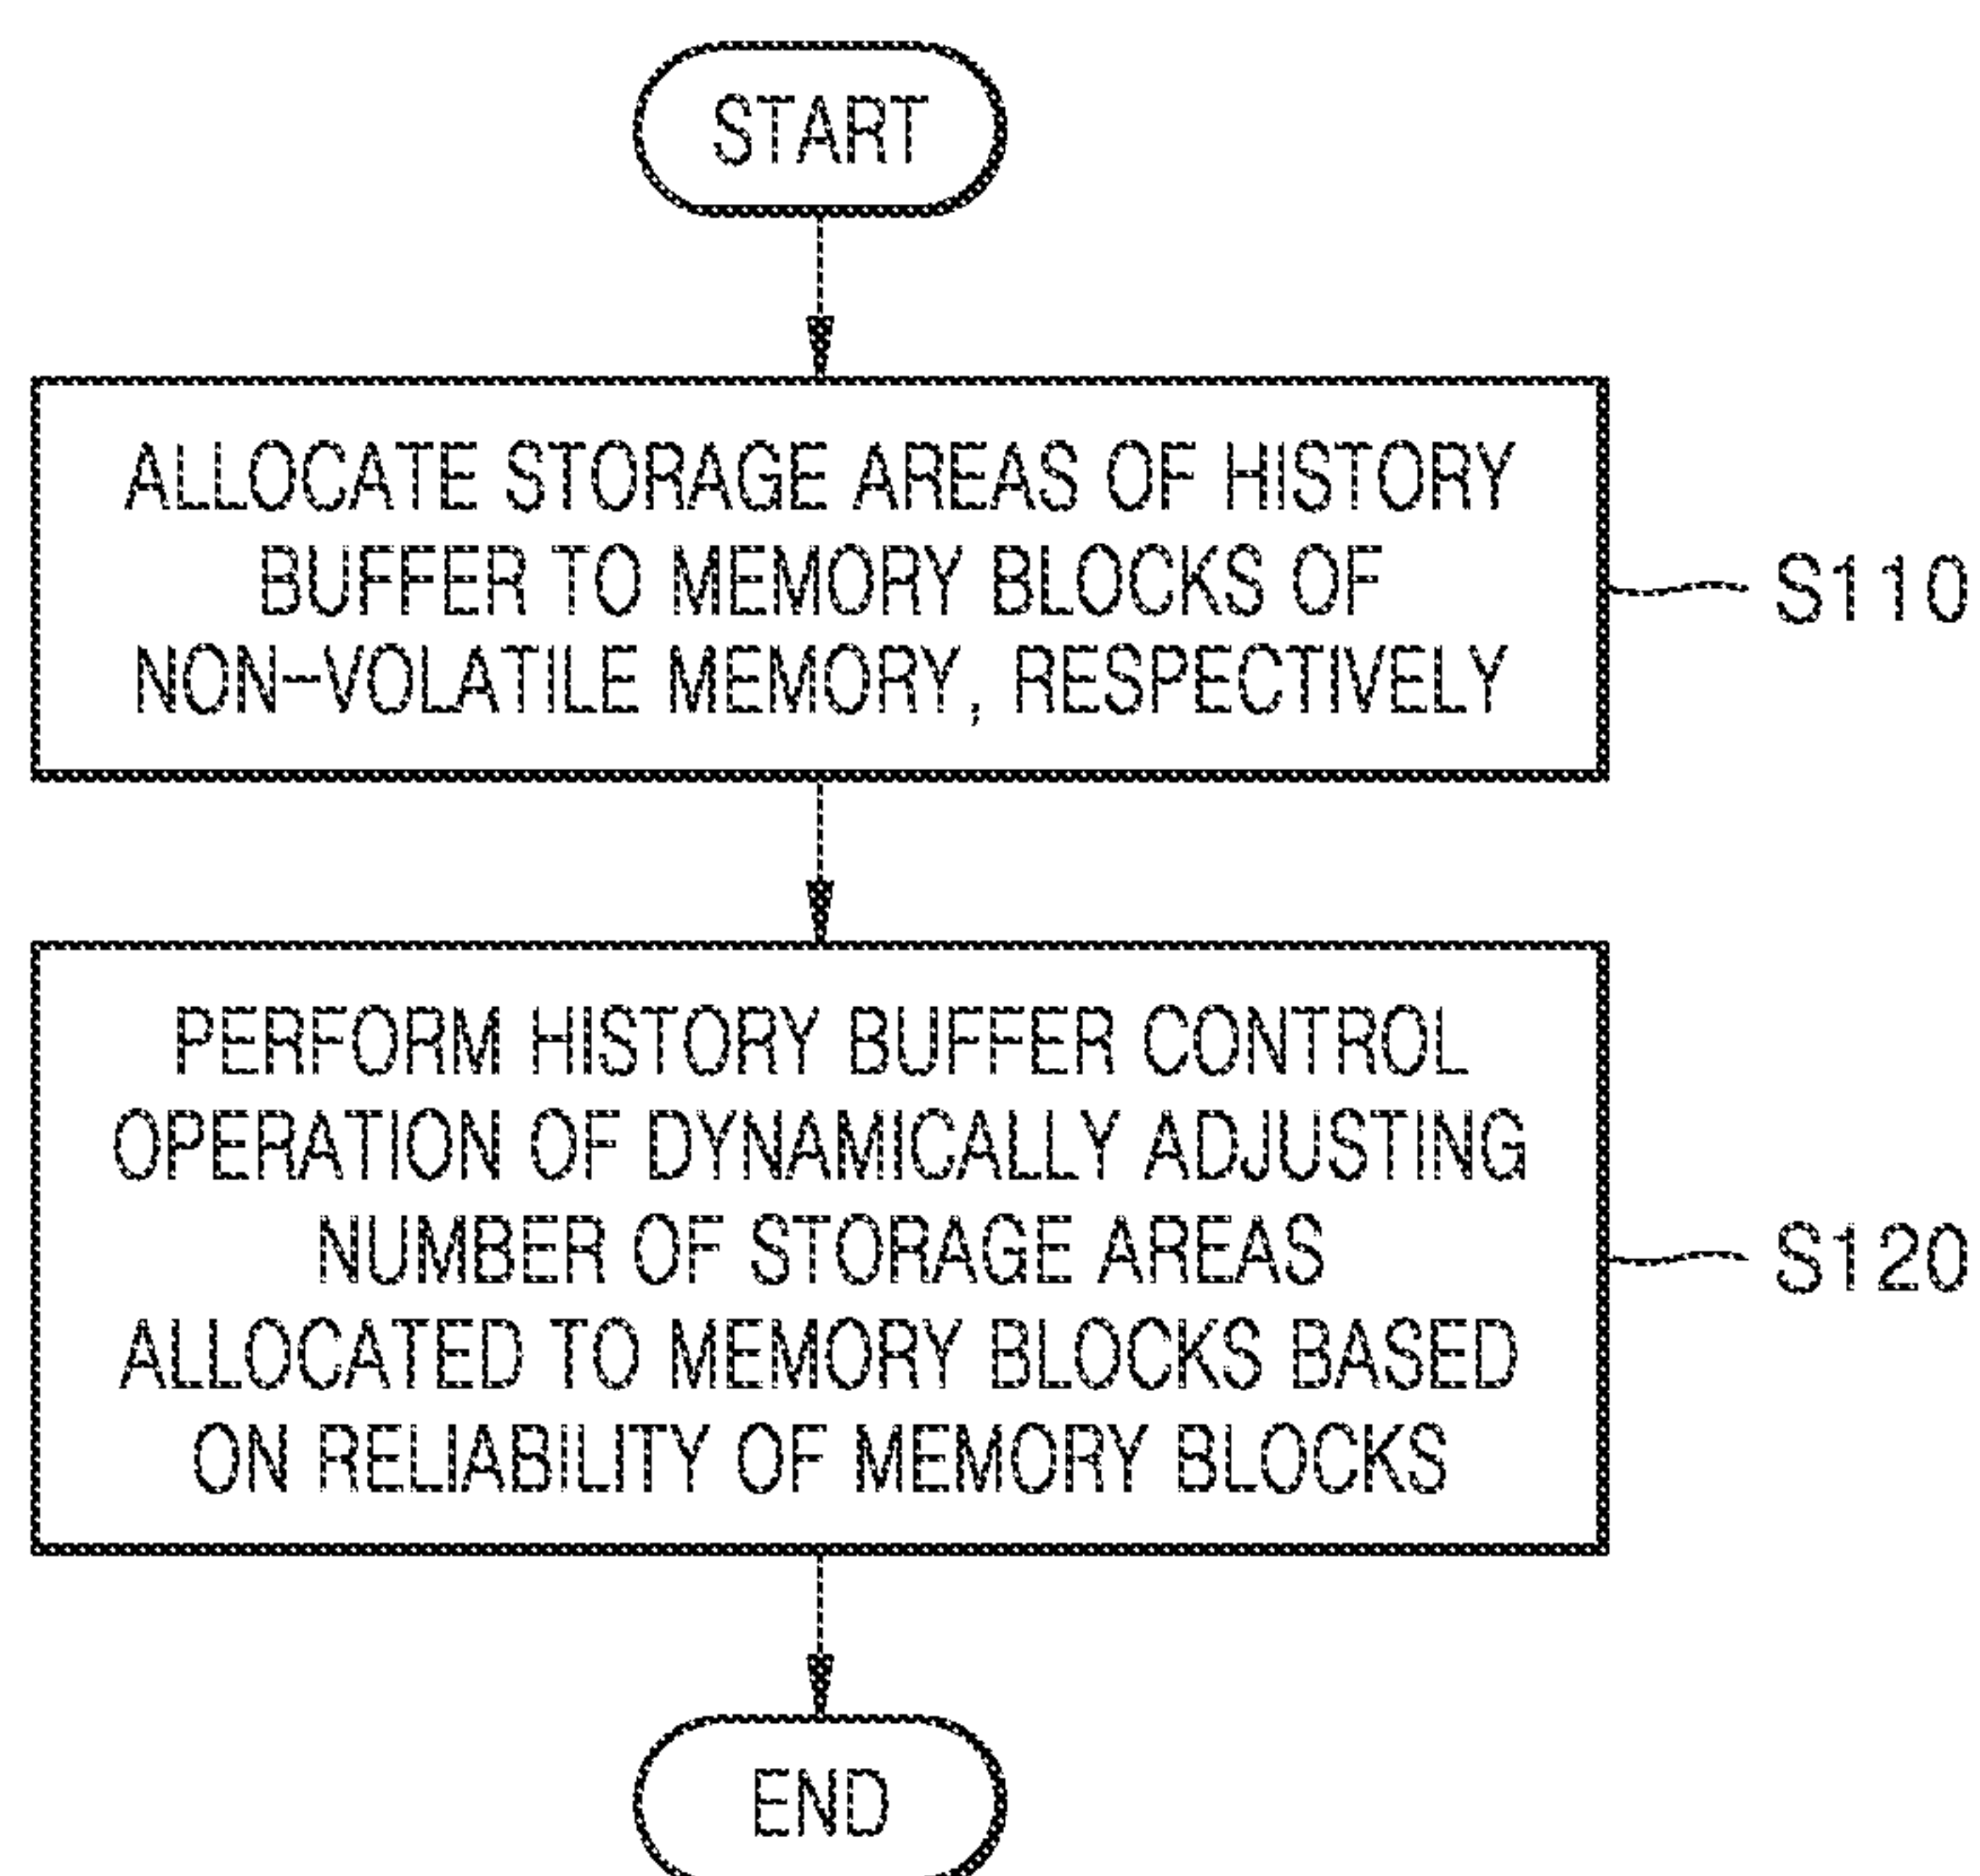 START
ALLOCATE STORAGE AREAS OF HISTORY
BUFFER TO MEMORY BLOCKS OF
NON-VOLATILE MEMORY, RESPECTIVELY
S110
PERFORM HISTORY BUFFER CONTROL
OPERATION OF DYNAMICALLY ADJUSTING
NUMBER OF STORAGE AREAS
ALLOCATED TO MEMORY BLOCKS BASED
ON RELIABILITY OF MEMORY BLOCKS
S120
END